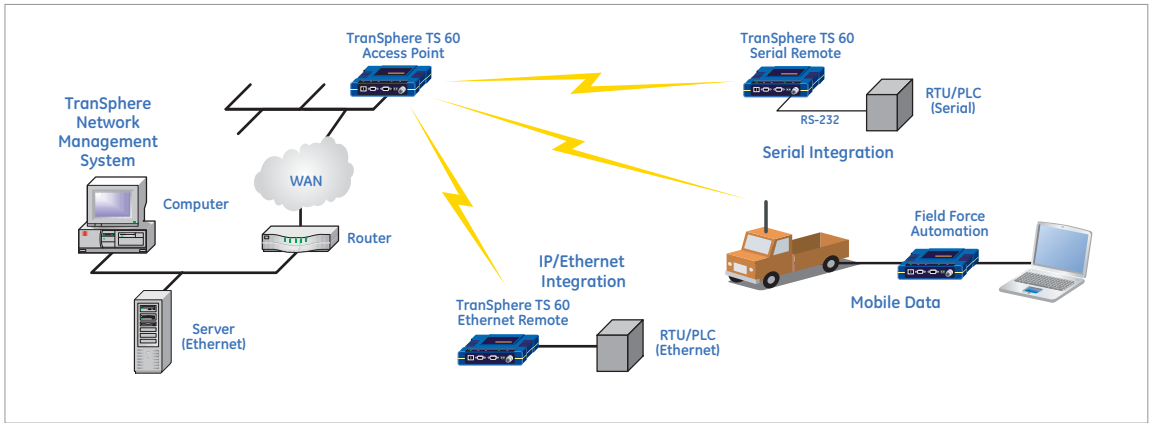 TranSphere TS 60
Access Point
TranSphere TS 60
Serial Remote
TranSphere
Network
Management
System
RTU/PLC
(Serial)
RS-232
Serial Integration
WAN
Computer
Router
Field Force
Automation
IP/Ethernet
Integration
Mobile Data
TranSphere TS 60
Ethernet Remote
Server
(Ethernet)
RTU/PLC
(Ethernet)